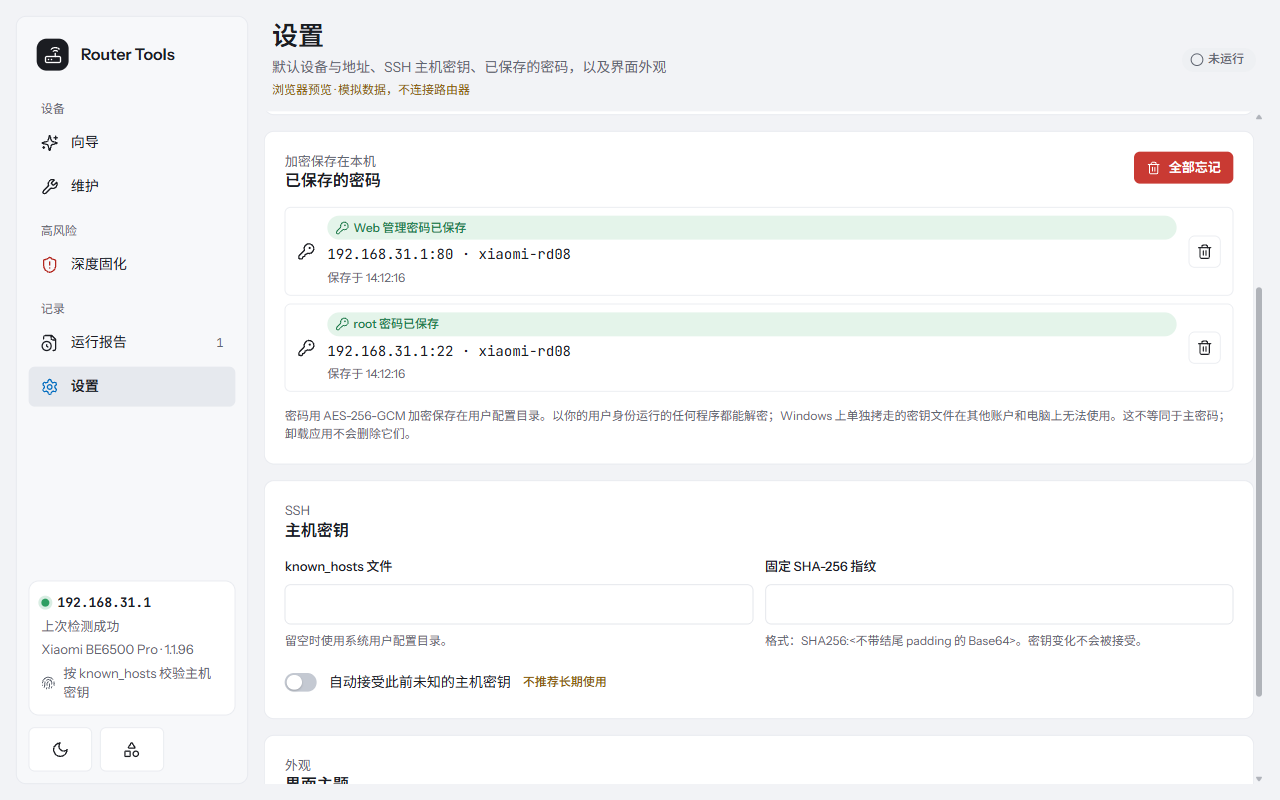 Router Tools
设备
向导
维护
高风险
深度固化
记录
运行报告 1
设置
192.168.31.1
上次检测成功
Xiaomi BE6500 Pro · 1.1.96
按 known_hosts 校验主机
密钥
设置
默认设备与地址、SSH 主机密钥、已保存的密码，以及界面外观
浏览器预览 · 模拟数据，不连接路由器
未运行
加密保存在本机
已保存的密码
全部忘记
Web 管理密码已保存
192.168.31.1:80 · xiaomi-rd08
保存于 14:12:16
root 密码已保存
192.168.31.1:22 · xiaomi-rd08
保存于 14:12:16
密码用 AES-256-GCM 加密保存在用户配置目录。以你的用户身份运行的任何程序都能解密；Windows 上单独拷走的密钥文件在其他账户和电脑上无法使用。这不等同于主密码；
卸载应用不会删除它们。
SSH
主机密钥
known_hosts 文件
留空时使用系统用户配置目录。
固定 SHA-256 指纹
格式：SHA256:<不带结尾 padding 的 Base64>。密钥变化不会被接受。
自动接受此前未知的主机密钥 不推荐长期使用
外观
界面主题